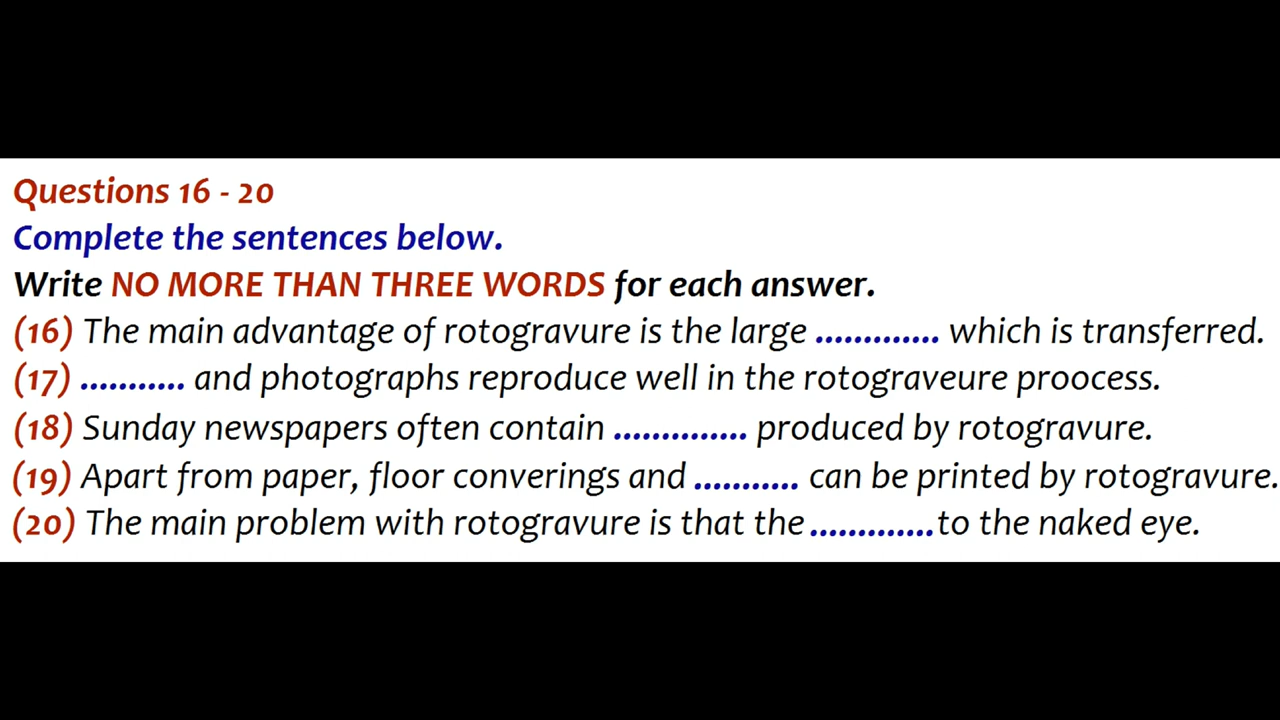 Questions 16 - 20
Complete the sentences below.
Write NO MORE THAN THREE WORDS for each answer.
(16) The main advantage of rotogravure is the large ............. which is transferred.
(17) ........... and photographs reproduce well in the rotograveure proocess.
(18) Sunday newspapers often contain .............. produced by rotogravure.
(19) Apart from paper, floor converings and ........... can be printed by rotogravure.
(20) The main problem with rotogravure is that the ............. to the naked eye.